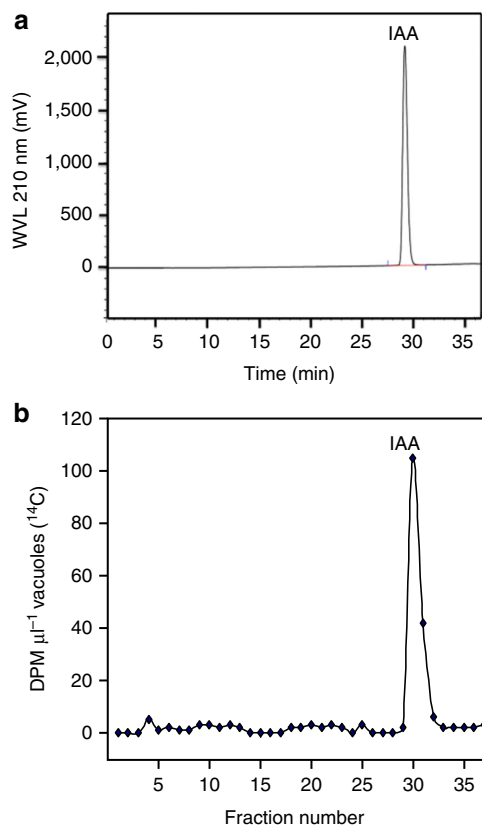 a
IAA
WVL 210 nm (mV)
2,000
1,500
1,000
500
0
0 5 10 15 20 25 30 35
Time (min)
b
IAA
DPM µl⁻¹ vacuoles (¹⁴C)
120
100
80
60
40
20
0
5 10 15 20 25 30 35
Fraction number